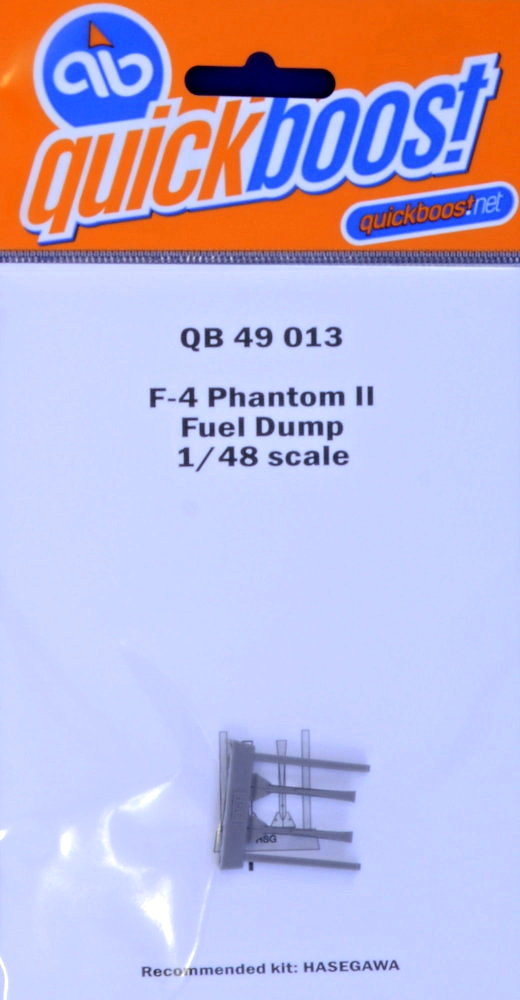 qb
quickboost
quickboost.net
QB 49 013
F-4 Phantom II
Fuel Dump
1/48 scale
HSG
Recommended kit: HASEGAWA